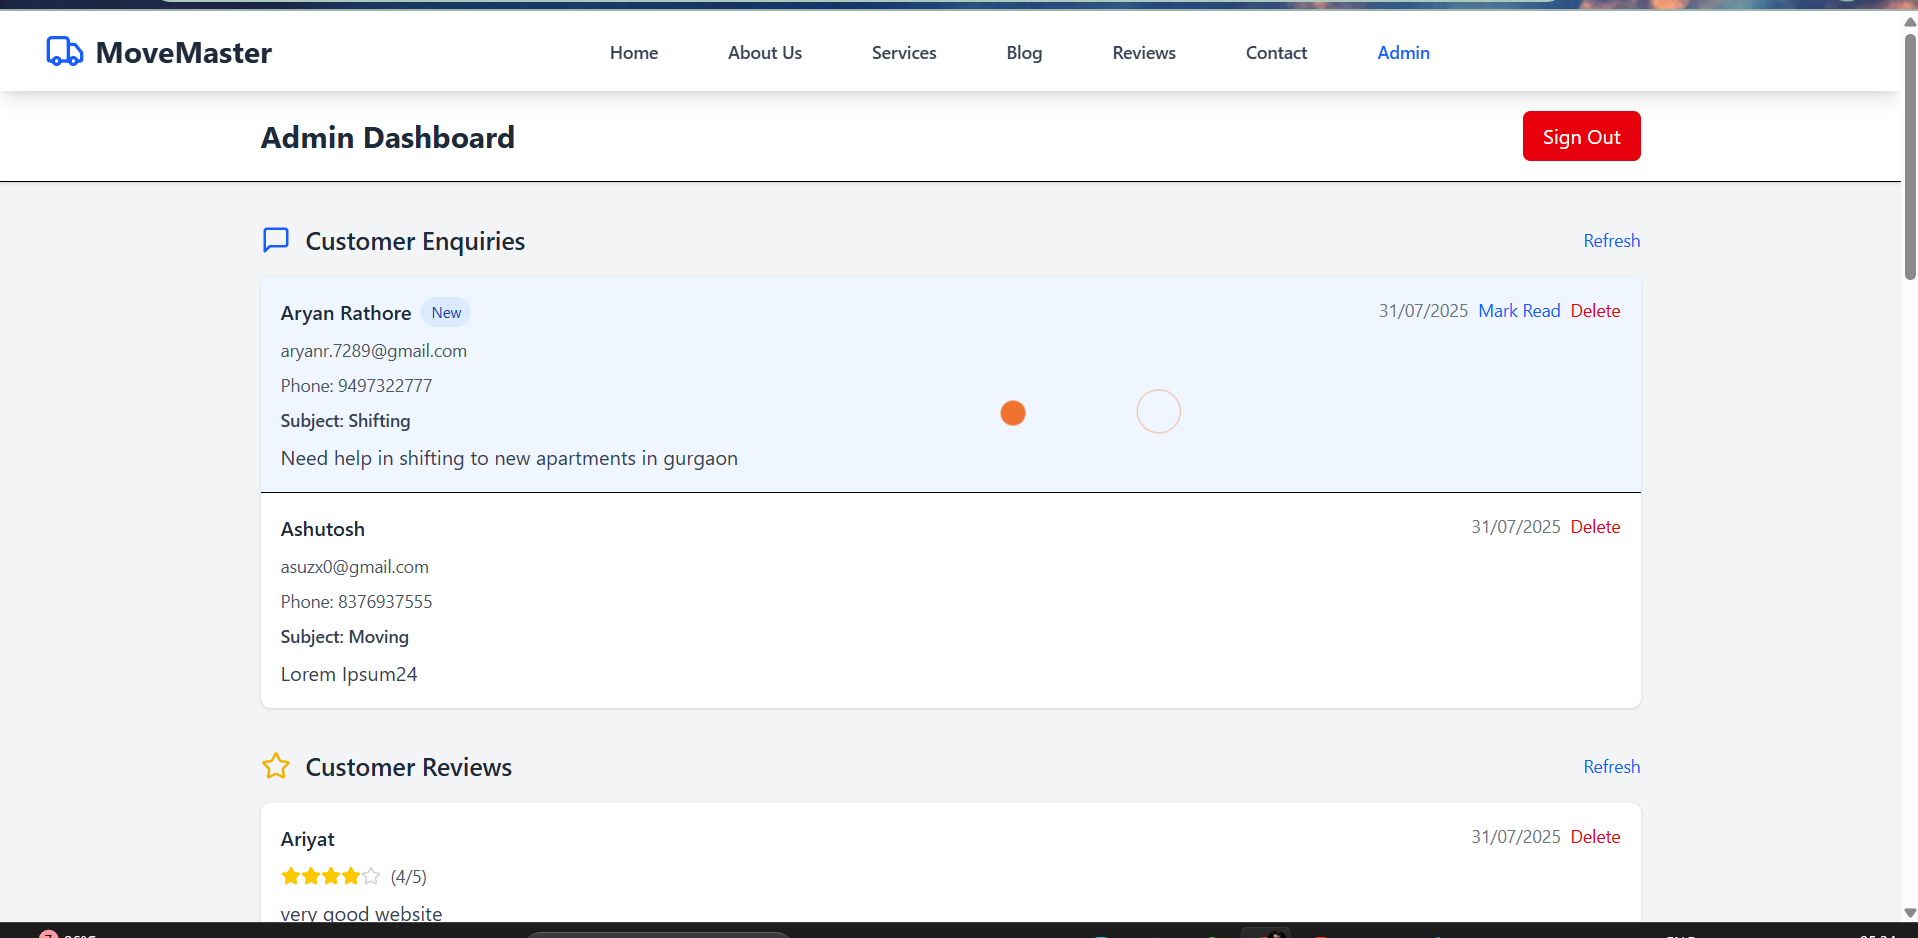 MoveMaster
Home About Us Services Blog Reviews Contact Admin
Admin Dashboard
Sign Out
Customer Enquiries
Refresh
Aryan Rathore New
31/07/2025 Mark Read Delete
aryanr.7289@gmail.com
Phone: 9497322777
Subject: Shifting
Need help in shifting to new apartments in gurgaon
Ashutosh
31/07/2025 Delete
asuzx0@gmail.com
Phone: 8376937555
Subject: Moving
Lorem Ipsum24
Customer Reviews
Refresh
Ariyat
31/07/2025 Delete
(4/5)
very good website